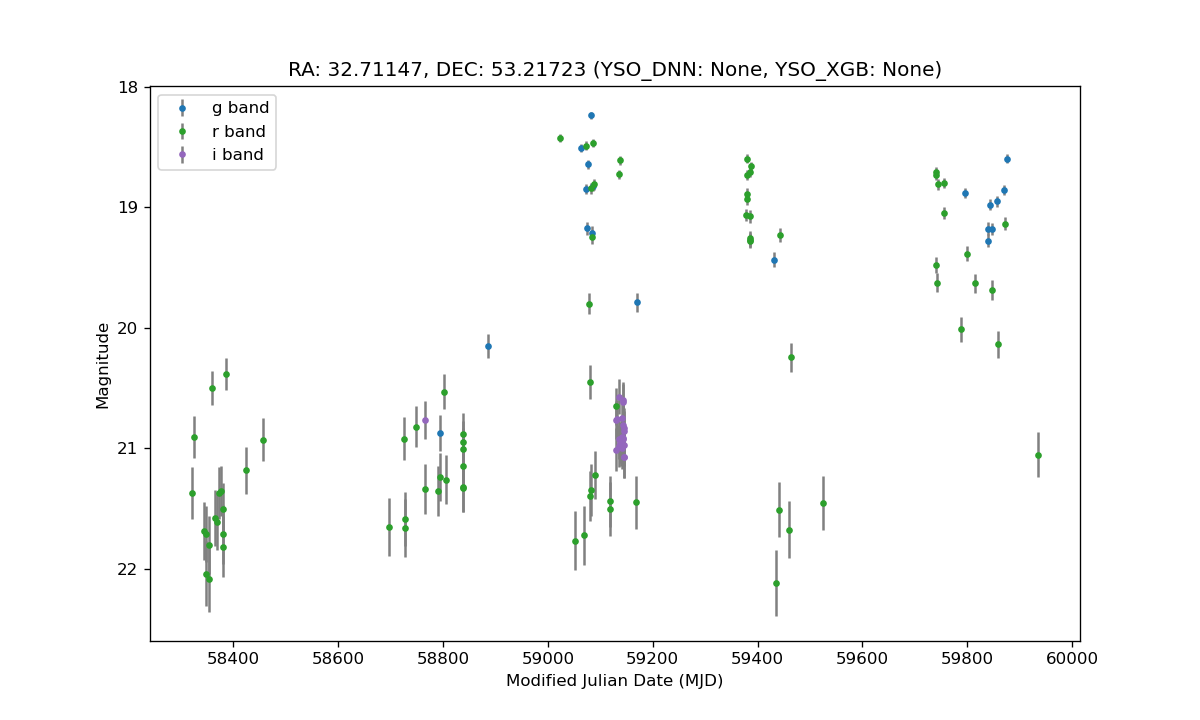 RA: 32.71147, DEC: 53.21723 (YSO_DNN: None, YSO_XGB: None)
g band
r band
i band
18
19
20
21
22
Magnitude
58400 58600 58800 59000 59200 59400 59600 59800 60000
Modified Julian Date (MJD)